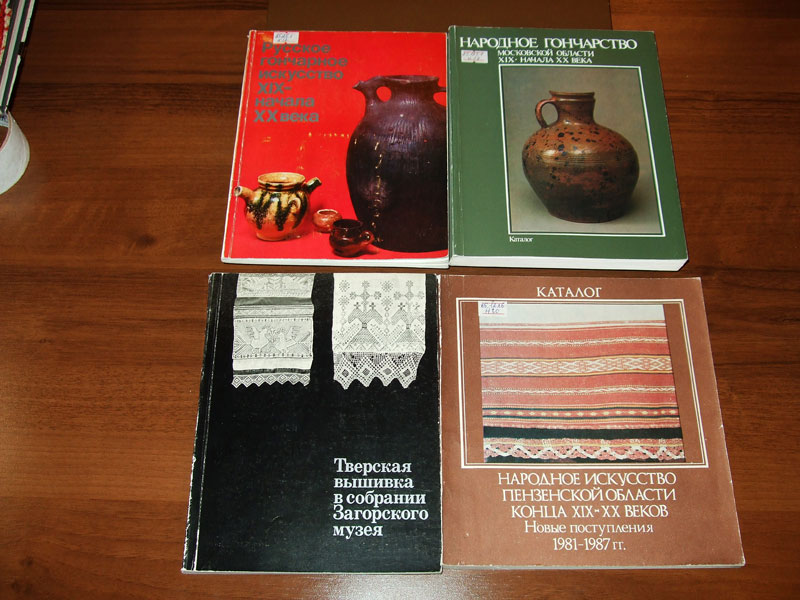 Русское
гончарное
искусство
XIX-
начала
XX века
НАРОДНОЕ ГОНЧАРСТВО
МОСКОВСКОЙ ОБЛАСТИ
XIX - НАЧАЛА XX ВЕКА
Каталог
Тверская
вышивка
в собрании
Загорского
музея
КАТАЛОГ
НАРОДНОЕ ИСКУССТВО
ПЕНЗЕНСКОЙ ОБЛАСТИ
КОНЦА XIX-XX ВЕКОВ
Новые поступления
1981-1987 гг.